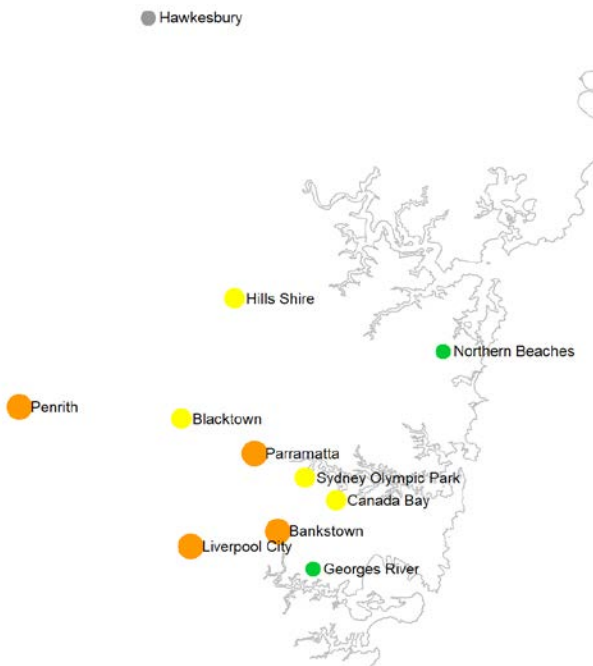 Hawkesbury
Hills Shire
Northern Beaches
Penrith
Blacktown
Parramatta
Sydney Olympic Park
Canada Bay
Bankstown
Liverpool City
Georges River